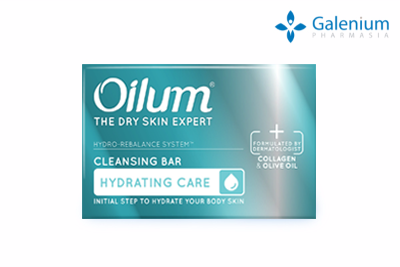 Galenium
PHARMASIA
Oilum®
THE DRY SKIN EXPERT
HYDRO-REBALANCE SYSTEM™
CLEANSING BAR
HYDRATING CARE
INITIAL STEP TO HYDRATE YOUR BODY SKIN
FORMULATED BY
DERMATOLOGIST
COLLAGEN
& OLIVE OIL